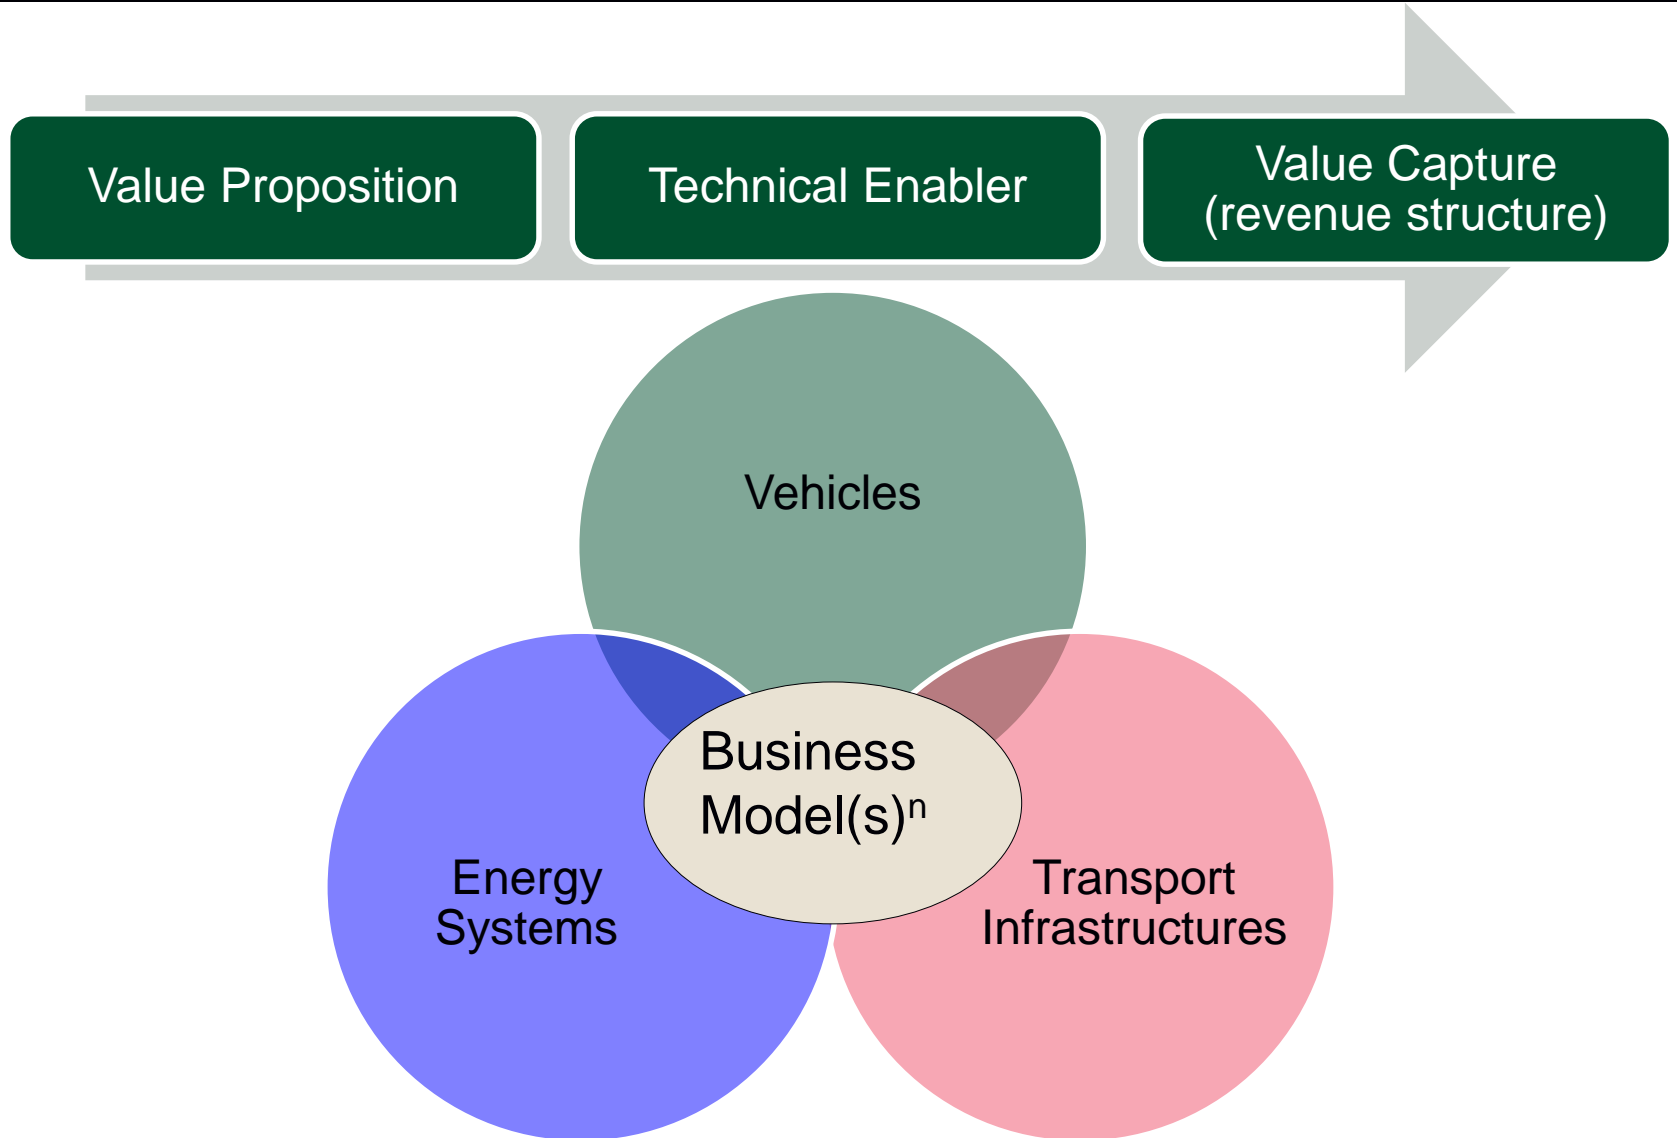 Value Proposition
Technical Enabler
Value Capture
(revenue structure)
Vehicles
Business
Model(s)ⁿ
Energy
Systems
Transport
Infrastructures